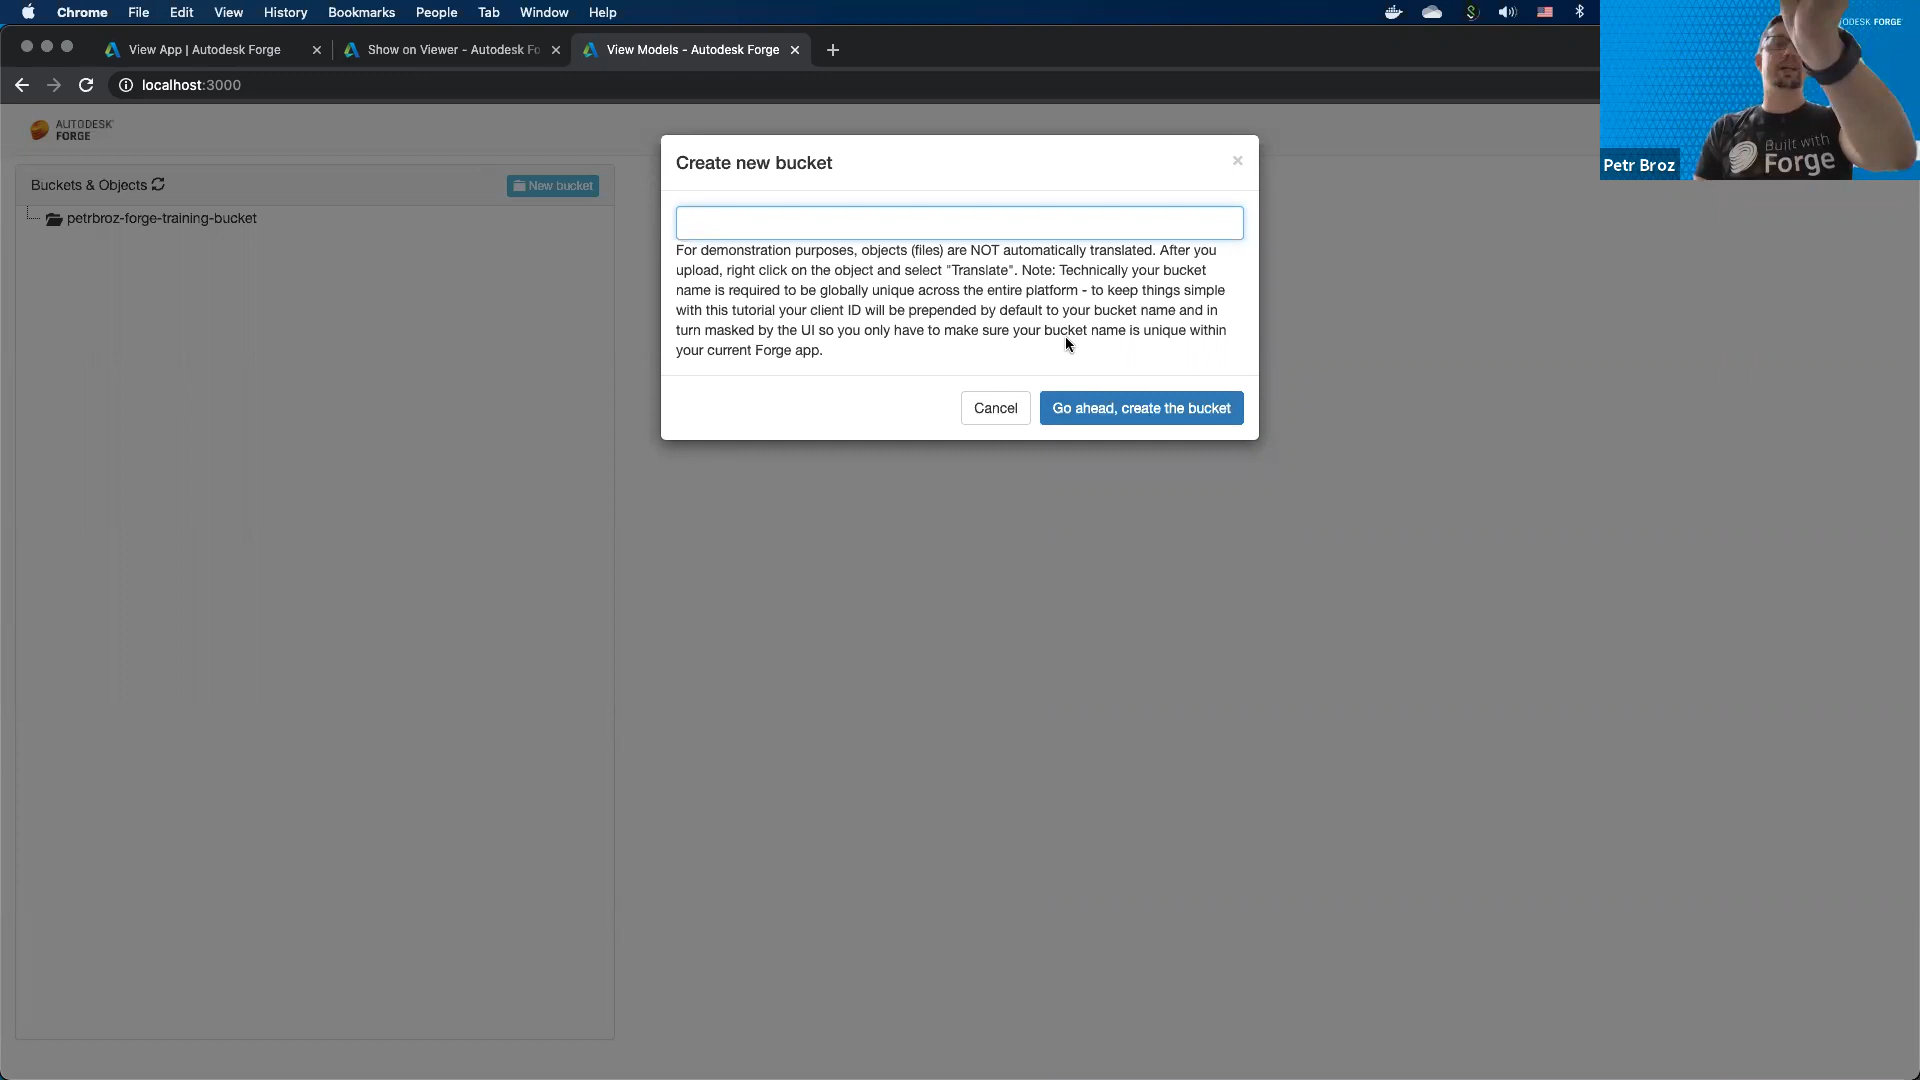 Chrome File Edit View History Bookmarks People Tab Window Help
ODESK FORGE
View App | Autodesk Forge
Show on Viewer - Autodesk Fo
View Models - Autodesk Forge
localhost:3000
AUTODESK
FORGE
Built with
Forge
Petr Broz
Create new bucket
Buckets & Objects
New bucket
petrbroz-forge-training-bucket
For demonstration purposes, objects (files) are NOT automatically translated. After you
upload, right click on the object and select "Translate". Note: Technically your bucket
name is required to be globally unique across the entire platform - to keep things simple
with this tutorial your client ID will be prepended by default to your bucket name and in
turn masked by the UI so you only have to make sure your bucket name is unique within
your current Forge app.
Cancel
Go ahead, create the bucket